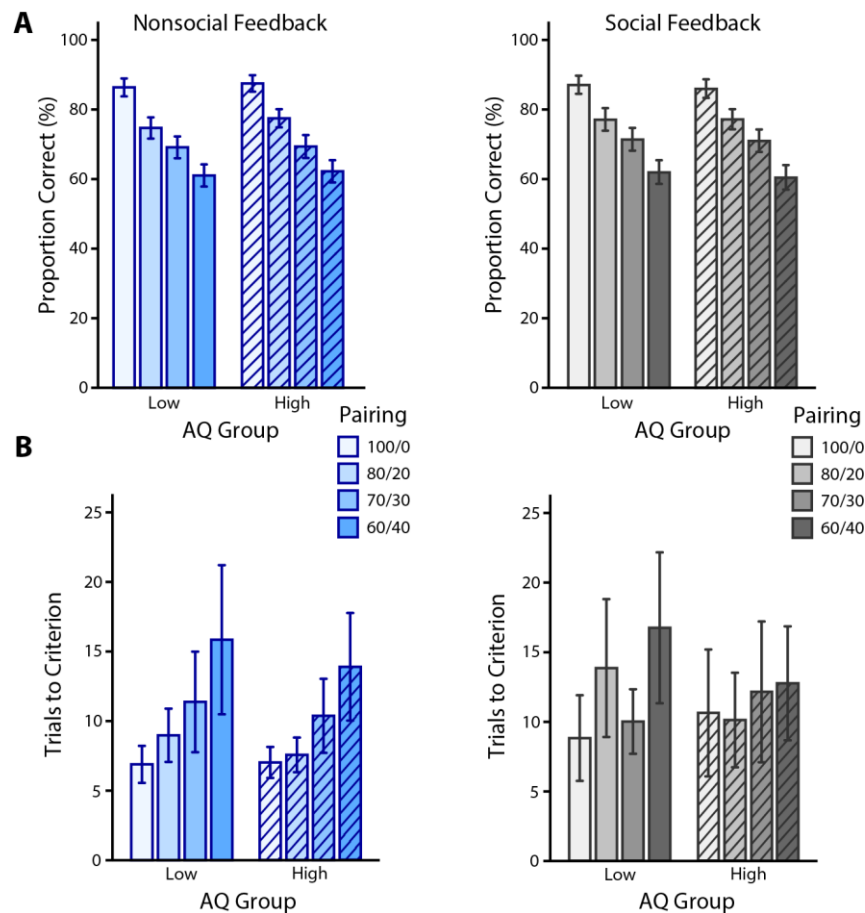 A
Nonsocial Feedback
Proportion Correct (%)
100
80
60
40
20
0
Low High
AQ Group
Social Feedback
Proportion Correct (%)
100
80
60
40
20
0
Low High
AQ Group
Pairing
100/0
80/20
70/30
60/40
Pairing
100/0
80/20
70/30
60/40
B
Trials to Criterion
25
20
15
10
5
0
Low High
AQ Group
Trials to Criterion
25
20
15
10
5
0
Low High
AQ Group